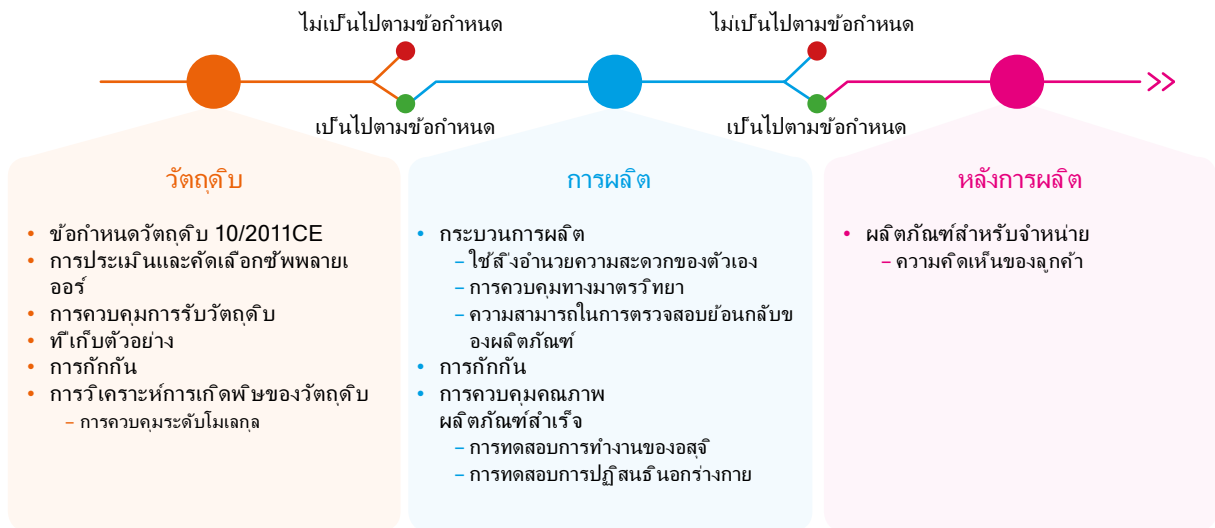 ไม่เป็นไปตามข้อกำหนด
ไม่เป็นไปตามข้อกำหนด
เป็นไปตามข้อกำหนด
เป็นไปตามข้อกำหนด
วัตถุดิบ
• ข้อกำหนดวัตถุดิบ 10/2011CE
• การประเมินและคัดเลือกซัพพลายเ
ออร์
• การควบคุมการรับวัตถุดิบ
• ที่เก็บตัวอย่าง
• การกักกัน
• การวิเคราะห์การเกิดพิษของวัตถุดิบ
– การควบคุมระดับโมเลกุล
การผลิต
• กระบวนการผลิต
– ใช้สิ่งอำนวยความสะดวกของตัวเอง
– การควบคุมทางมาตรวิทยา
– ความสามารถในการตรวจสอบย้อนกลับข
องผลิตภัณฑ์
• การกักกัน
• การควบคุมคุณภาพ
ผลิตภัณฑ์สำเร็จ
– การทดสอบการทำงานของอสุจิ
– การทดสอบการปฏิสนธินอกร่างกาย
หลังการผลิต
• ผลิตภัณฑ์สำหรับจำหน่าย
– ความคิดเห็นของลูกค้า